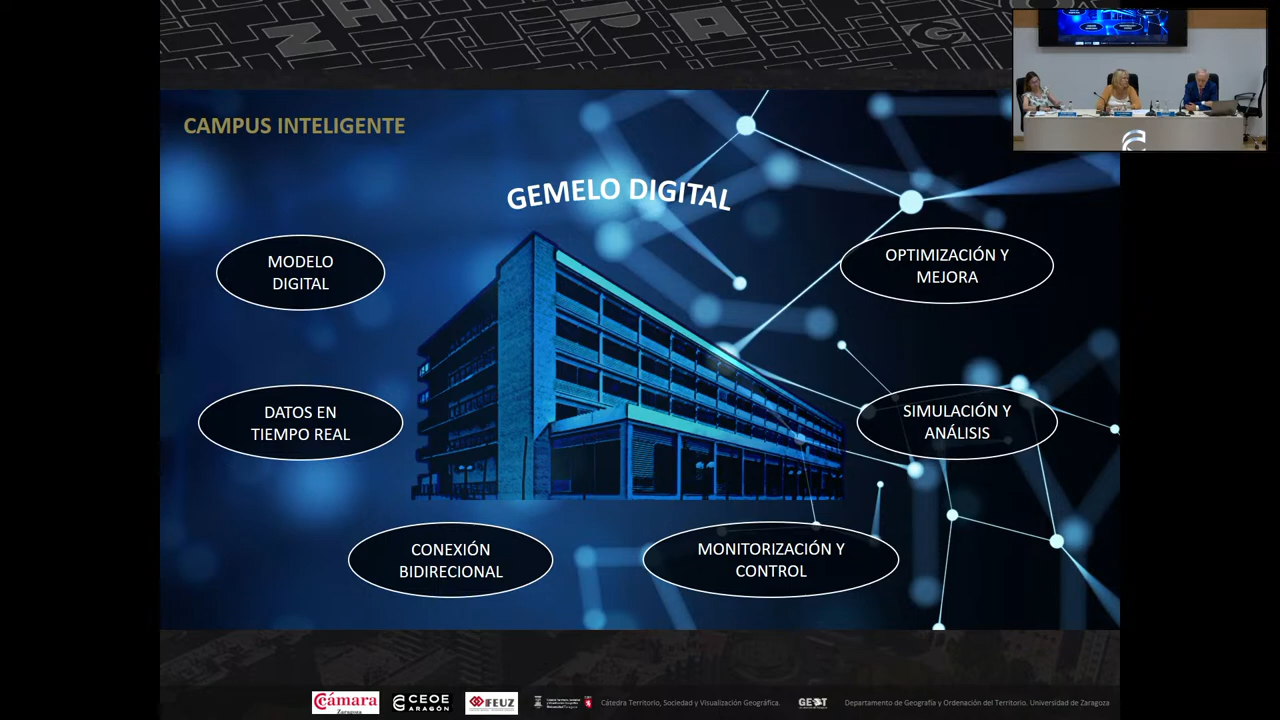 CAMPUS INTELIGENTE
GEMELO DIGITAL
MODELO
DIGITAL
OPTIMIZACIÓN Y
MEJORA
DATOS EN
TIEMPO REAL
SIMULACIÓN Y
ANÁLISIS
CONEXIÓN
BIDIRECIONAL
MONITORIZACIÓN Y
CONTROL
Cámara
Zaragoza
CEOE
ARAGÓN
FEUZ
Cátedra Territorio, Sociedad y Visualización Geográfica.
GEOT
Departamento de Geografía y Ordenación del Territorio. Universidad de Zaragoza